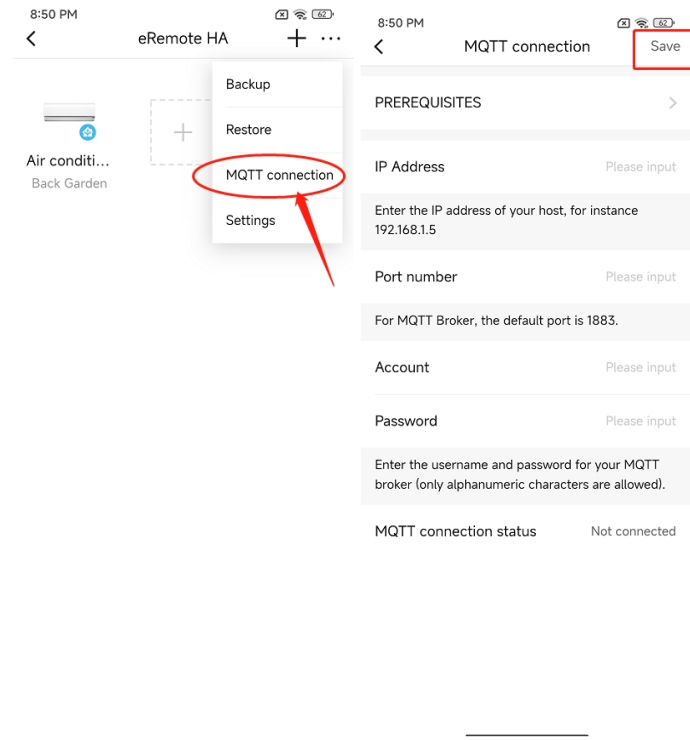 8:50 PM
62
eRemote HA
Backup
Restore
MQTT connection
Settings
Air conditi...
Back Garden
8:50 PM
62
MQTT connection
Save
PREREQUISITES
IP Address
Please input
Enter the IP address of your host, for instance
192.168.1.5
Port number
Please input
For MQTT Broker, the default port is 1883.
Account
Please input
Password
Please input
Enter the username and password for your MQTT
broker (only alphanumeric characters are allowed).
MQTT connection status
Not connected